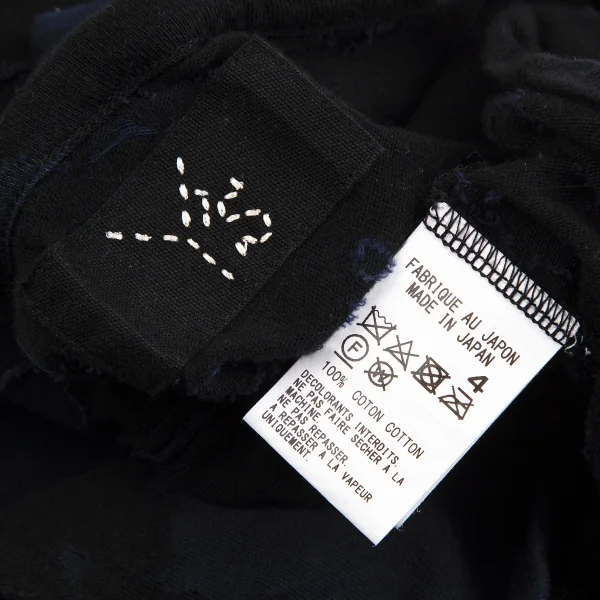 FABRIQUE AU JAPON
MADE IN JAPAN
4
F
100% COTON COTTON
DECOLORANTS INTERDITS.
NE PAS FAIRE SECHER A LA
MACHINE.
NE PAS REPASSER.
A REPASSER A LA VAPEUR
UNIQUEMENT.